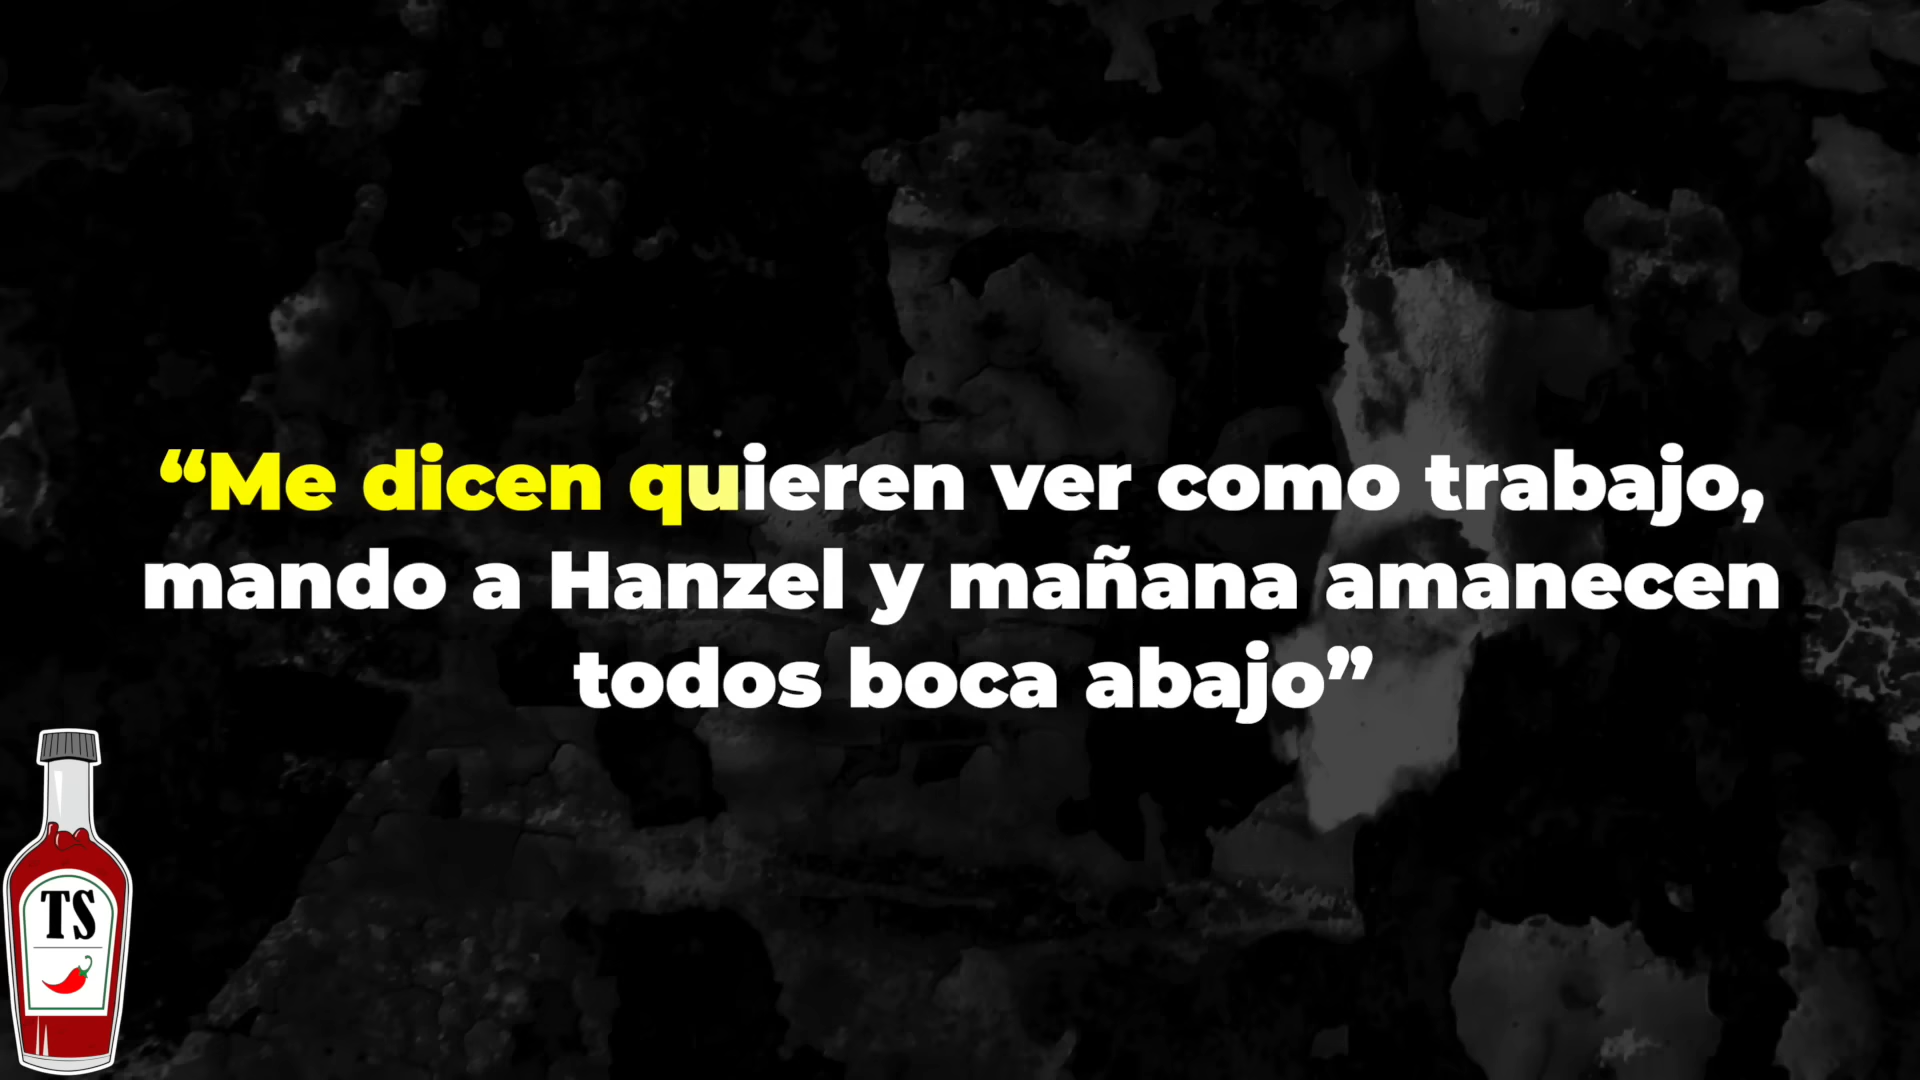 “Me dicen quieren ver como trabajo,
mando a Hanzel y mañana amanecen
todos boca abajo”
TS